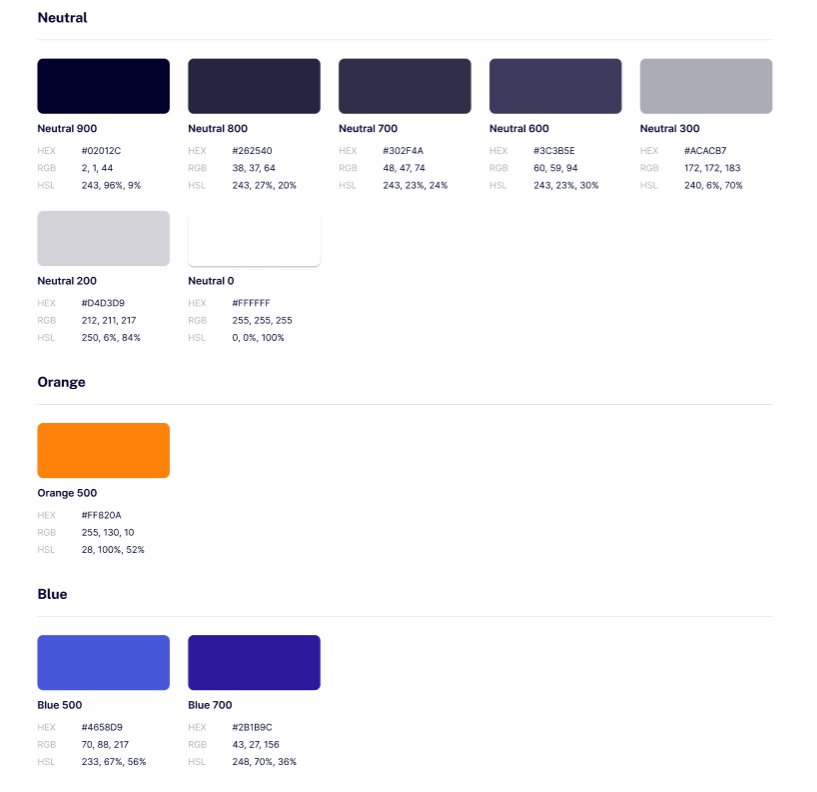 Neutral
Neutral 900
HEX #02012C
RGB 2, 1, 44
HSL 243, 96%, 9%
Neutral 800
HEX #262540
RGB 38, 37, 64
HSL 243, 27%, 20%
Neutral 700
HEX #302F4A
RGB 48, 47, 74
HSL 243, 23%, 24%
Neutral 600
HEX #3C3B5E
RGB 60, 59, 94
HSL 243, 23%, 30%
Neutral 300
HEX #ACACB7
RGB 172, 172, 183
HSL 240, 6%, 70%
Neutral 200
HEX #D4D3D9
RGB 212, 211, 217
HSL 250, 6%, 84%
Neutral 0
HEX #FFFFFF
RGB 255, 255, 255
HSL 0, 0%, 100%
Orange
Orange 500
HEX #FF820A
RGB 255, 130, 10
HSL 28, 100%, 52%
Blue
Blue 500
HEX #4658D9
RGB 70, 88, 217
HSL 233, 67%, 56%
Blue 700
HEX #2B1B9C
RGB 43, 27, 156
HSL 248, 70%, 36%